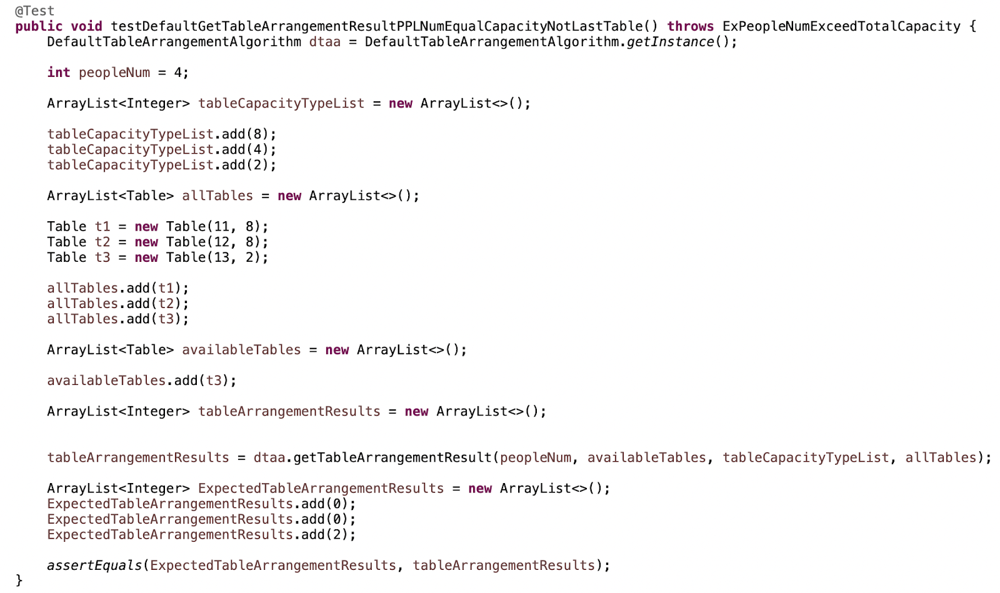 @Test
public void testDefaultGetTableArrangementResultPPLNumEqualCapacityNotLastTable() throws ExPeopleNumExceedTotalCapacity {
    DefaultTableArrangementAlgorithm dtaa = DefaultTableArrangementAlgorithm.getInstance();

    int peopleNum = 4;

    ArrayList<Integer> tableCapacityTypeList = new ArrayList<>();

    tableCapacityTypeList.add(8);
    tableCapacityTypeList.add(4);
    tableCapacityTypeList.add(2);

    ArrayList<Table> allTables = new ArrayList<>();

    Table t1 = new Table(11, 8);
    Table t2 = new Table(12, 8);
    Table t3 = new Table(13, 2);

    allTables.add(t1);
    allTables.add(t2);
    allTables.add(t3);

    ArrayList<Table> availableTables = new ArrayList<>();

    availableTables.add(t3);

    ArrayList<Integer> tableArrangementResults = new ArrayList<>();


    tableArrangementResults = dtaa.getTableArrangementResult(peopleNum, availableTables, tableCapacityTypeList, allTables);

    ArrayList<Integer> ExpectedTableArrangementResults = new ArrayList<>();
    ExpectedTableArrangementResults.add(0);
    ExpectedTableArrangementResults.add(0);
    ExpectedTableArrangementResults.add(2);

    assertEquals(ExpectedTableArrangementResults, tableArrangementResults);
}